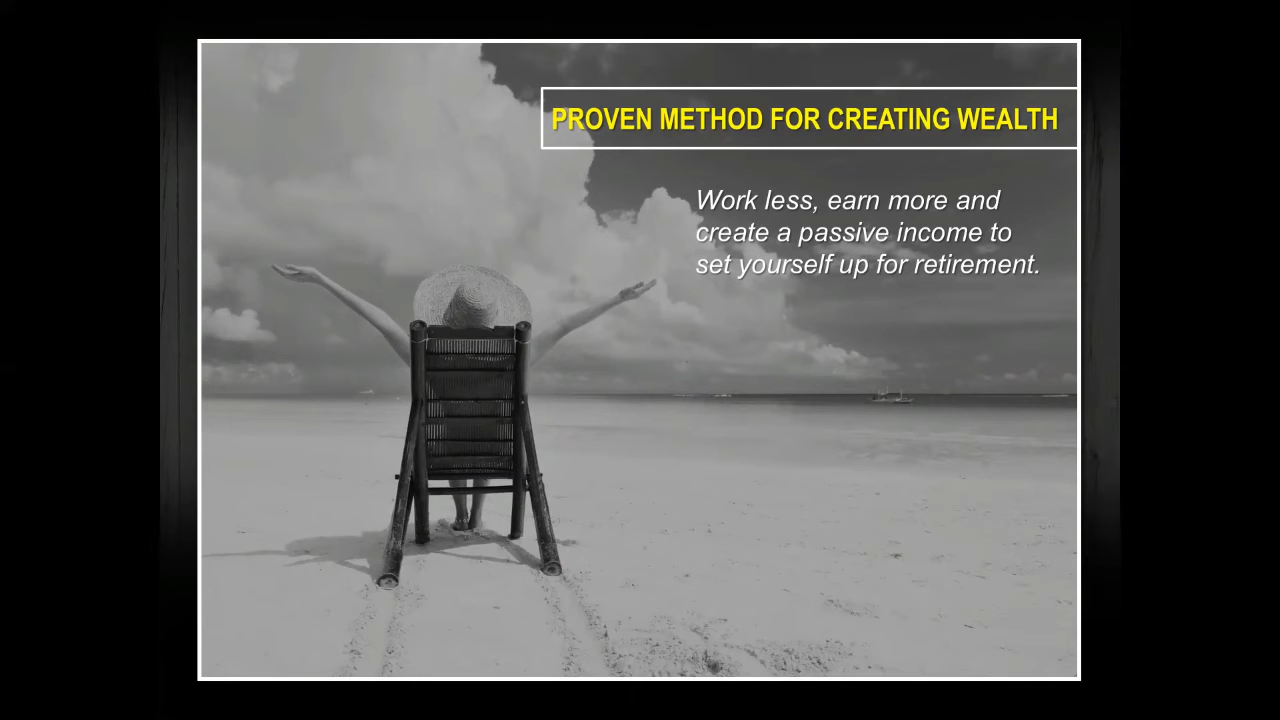 PROVEN METHOD FOR CREATING WEALTH
Work less, earn more and
create a passive income to
set yourself up for retirement.